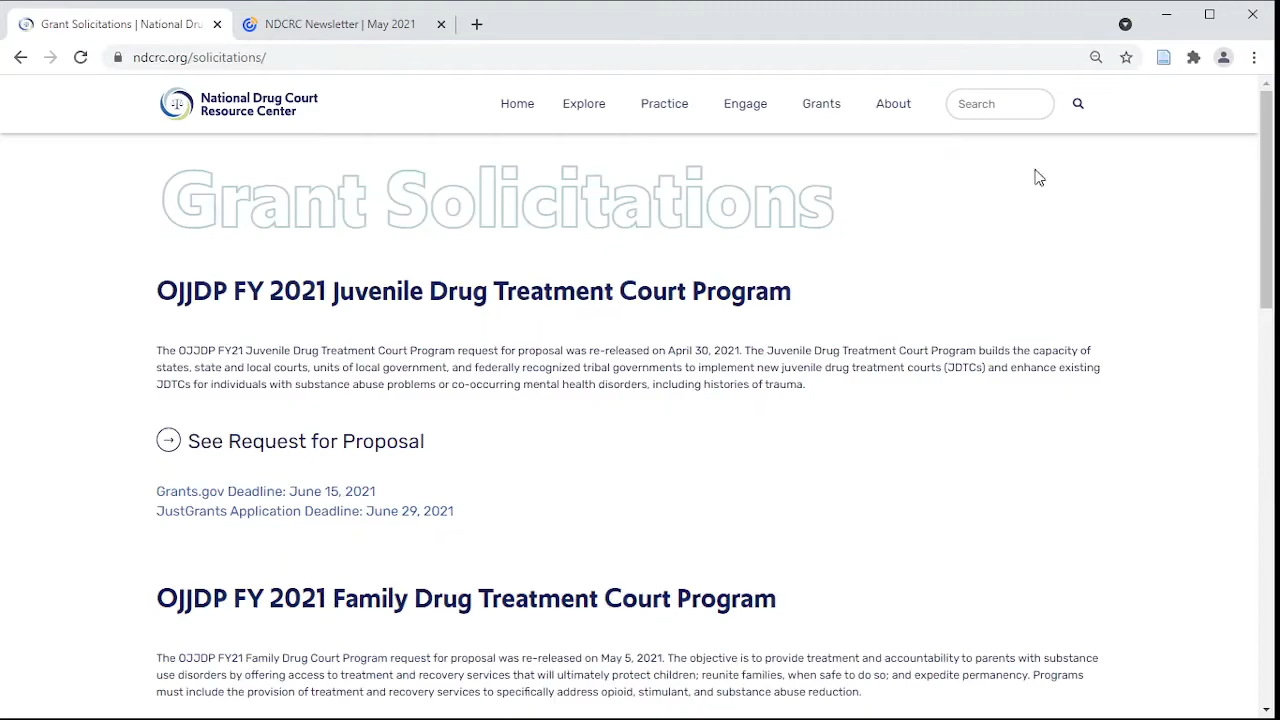 Grant Solicitations | National Dru
NDCRC Newsletter | May 2021
ndcrc.org/solicitations/
National Drug Court
Resource Center
Home
Explore
Practice
Engage
Grants
About
Search
Grant Solicitations
OJJDP FY 2021 Juvenile Drug Treatment Court Program
The OJJDP FY21 Juvenile Drug Treatment Court Program request for proposal was re-released on April 30, 2021. The Juvenile Drug Treatment Court Program builds the capacity of
states, state and local courts, units of local government, and federally recognized tribal governments to implement new juvenile drug treatment courts (JDTCs) and enhance existing
JDTCs for individuals with substance abuse problems or co-occurring mental health disorders, including histories of trauma.
See Request for Proposal
Grants.gov Deadline: June 15, 2021
JustGrants Application Deadline: June 29, 2021
OJJDP FY 2021 Family Drug Treatment Court Program
The OJJDP FY21 Family Drug Court Program request for proposal was re-released on May 5, 2021. The objective is to provide treatment and accountability to parents with substance
use disorders by offering access to treatment and recovery services that will ultimately protect children; reunite families, when safe to do so; and expedite permanency. Programs
must include the provision of treatment and recovery services to specifically address opioid, stimulant, and substance abuse reduction.